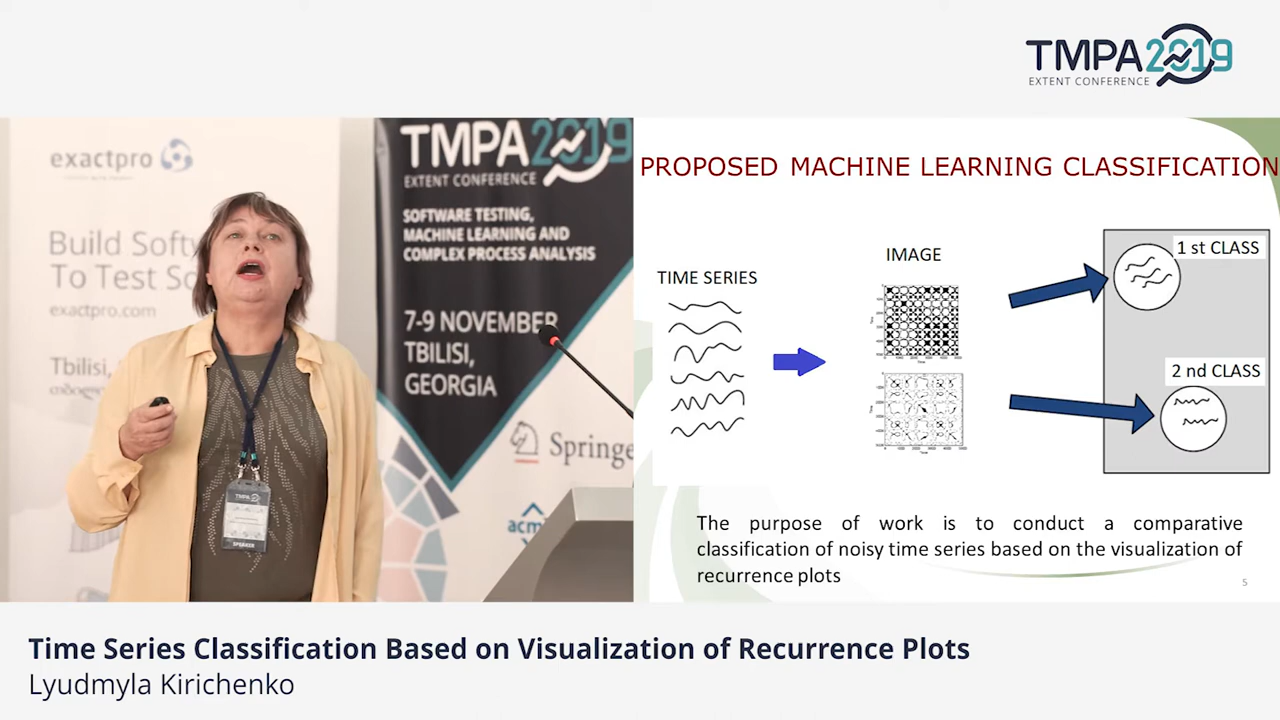 TMPA2019
EXTENT CONFERENCE
exactpro
Build Softw
To Test So
exactpro.com
Tbilisi,
TMPA2019
EXTENT CONFERENCE
SOFTWARE TESTING,
MACHINE LEARNING AND
COMPLEX PROCESS ANALYSIS
7-9 NOVEMBER
TBILISI,
GEORGIA
Springe
acm
TMPA
SPEAKER
PROPOSED MACHINE LEARNING CLASSIFICATION
TIME SERIES
IMAGE
1 st CLASS
2 nd CLASS
The purpose of work is to conduct a comparative
classification of noisy time series based on the visualization of
recurrence plots
5
Time Series Classification Based on Visualization of Recurrence Plots
Lyudmyla Kirichenko